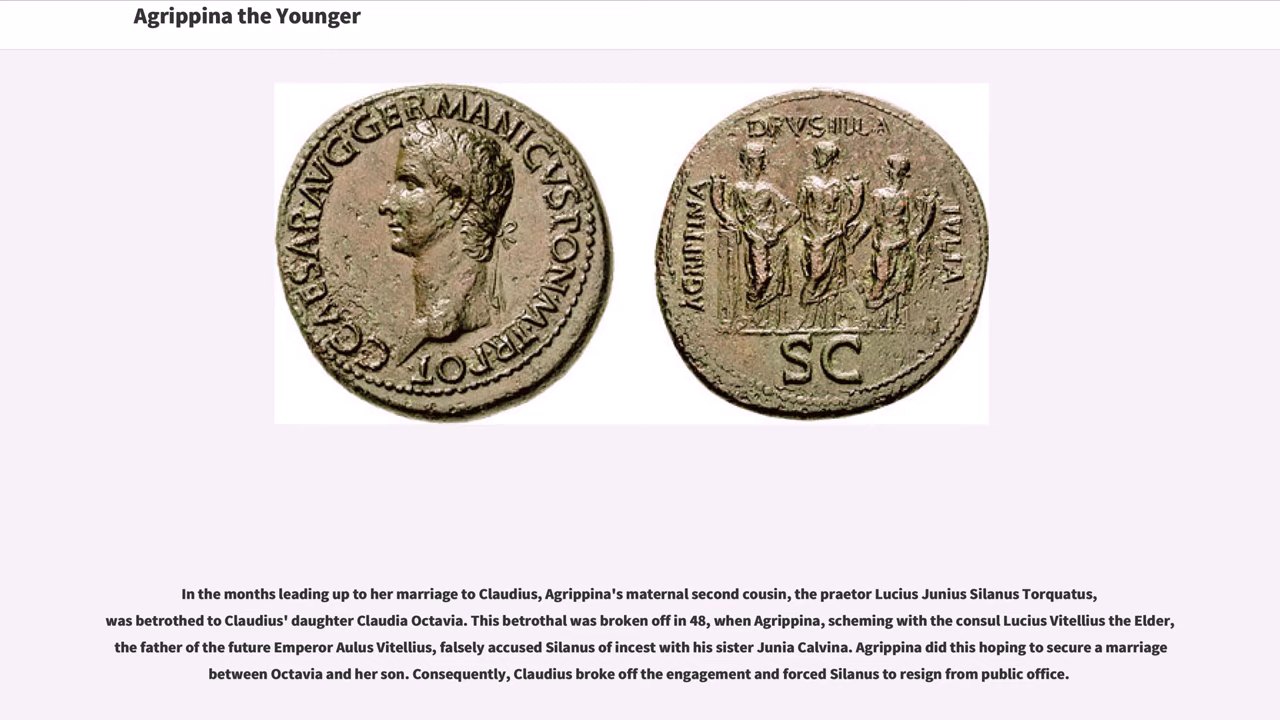 Agrippina the Younger
C CAESAR AVG GERMANICVS PON M TR POT
DRVSILLA
AGRIPPINA
IVLIA
SC
In the months leading up to her marriage to Claudius, Agrippina's maternal second cousin, the praetor Lucius Junius Silanus Torquatus,
was betrothed to Claudius' daughter Claudia Octavia. This betrothal was broken off in 48, when Agrippina, scheming with the consul Lucius Vitellius the Elder,
the father of the future Emperor Aulus Vitellius, falsely accused Silanus of incest with his sister Junia Calvina. Agrippina did this hoping to secure a marriage
between Octavia and her son. Consequently, Claudius broke off the engagement and forced Silanus to resign from public office.